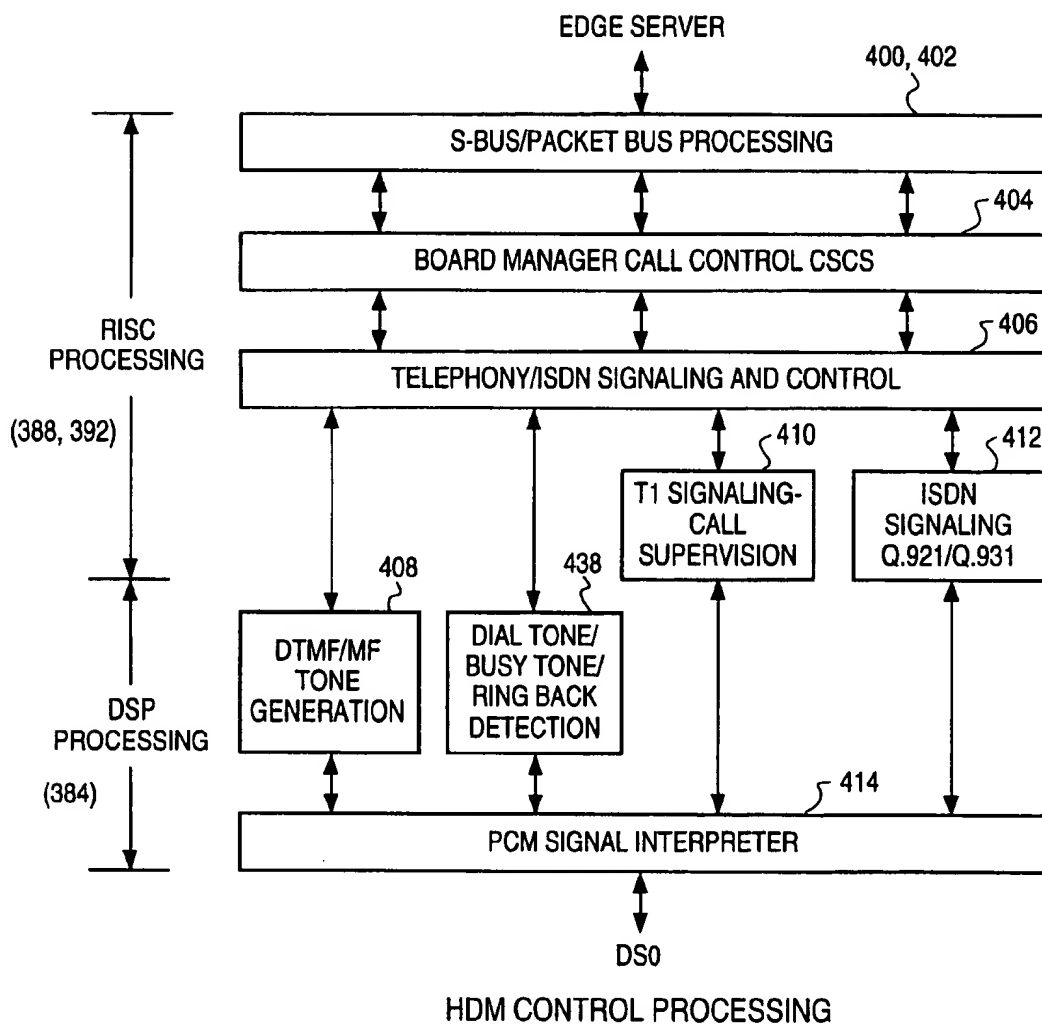 EDGE SERVER
400, 402
S-BUS/PACKET BUS PROCESSING
404
BOARD MANAGER CALL CONTROL CSCS
RISC
PROCESSING
(388, 392)
406
TELEPHONY/ISDN SIGNALING AND CONTROL
410
T1 SIGNALING-
CALL
SUPERVISION
412
ISDN
SIGNALING
Q.921/Q.931
408
DTMF/MF
TONE
GENERATION
438
DIAL TONE/
BUSY TONE/
RING BACK
DETECTION
DSP
PROCESSING
(384)
414
PCM SIGNAL INTERPRETER
DS0
HDM CONTROL PROCESSING